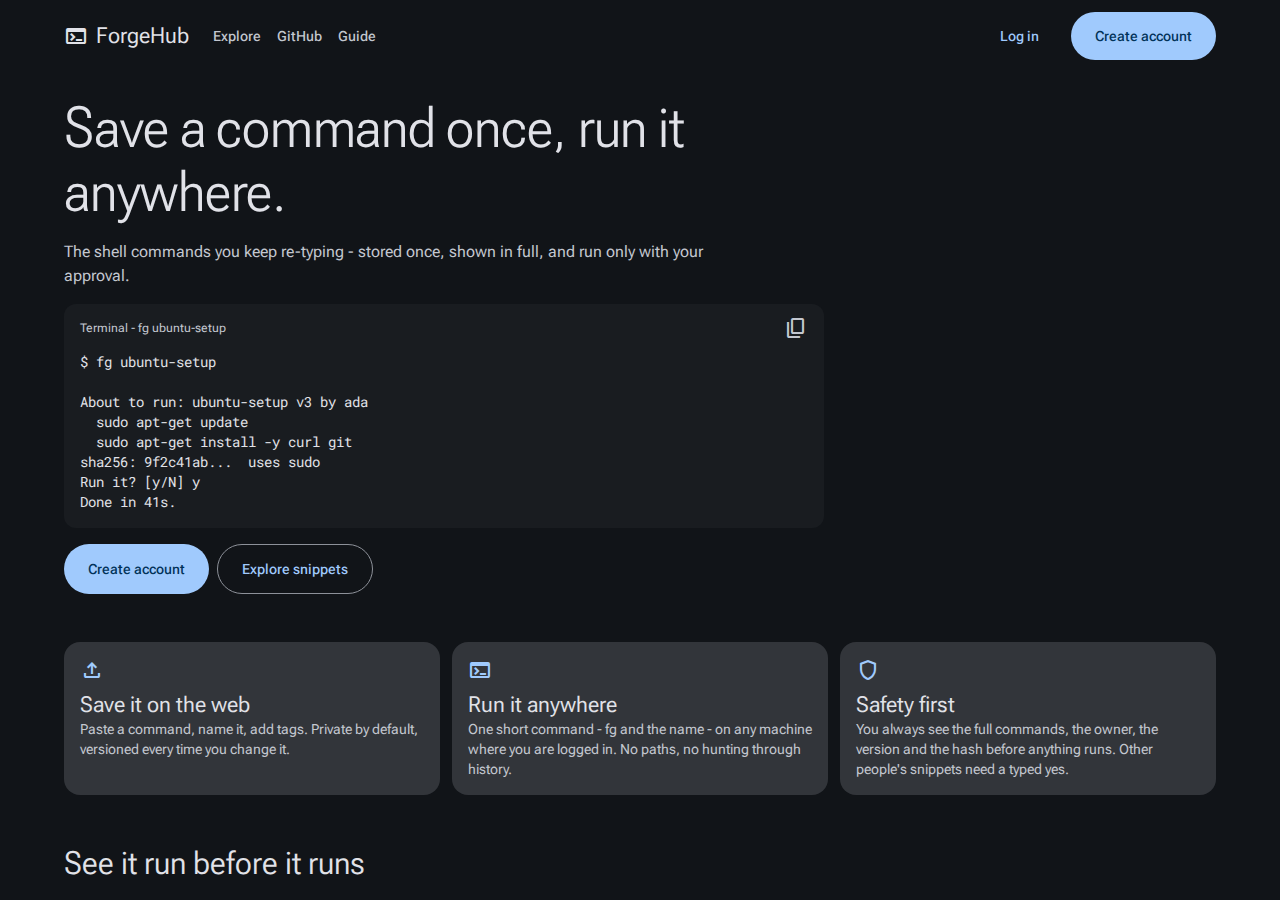 ForgeHub Explore GitHub Guide Log in Create account
Save a command once, run it
anywhere.
The shell commands you keep re-typing - stored once, shown in full, and run only with your
approval.
Terminal - fg ubuntu-setup
$ fg ubuntu-setup
About to run: ubuntu-setup v3 by ada
sudo apt-get update
sudo apt-get install -y curl git
sha256: 9f2c41ab... uses sudo
Run it? [y/N] y
Done in 41s.
Create account Explore snippets
Save it on the web
Paste a command, name it, add tags. Private by default,
versioned every time you change it.
Run it anywhere
One short command - fg and the name - on any machine
where you are logged in. No paths, no hunting through
history.
Safety first
You always see the full commands, the owner, the
version and the hash before anything runs. Other
people's snippets need a typed yes.
See it run before it runs